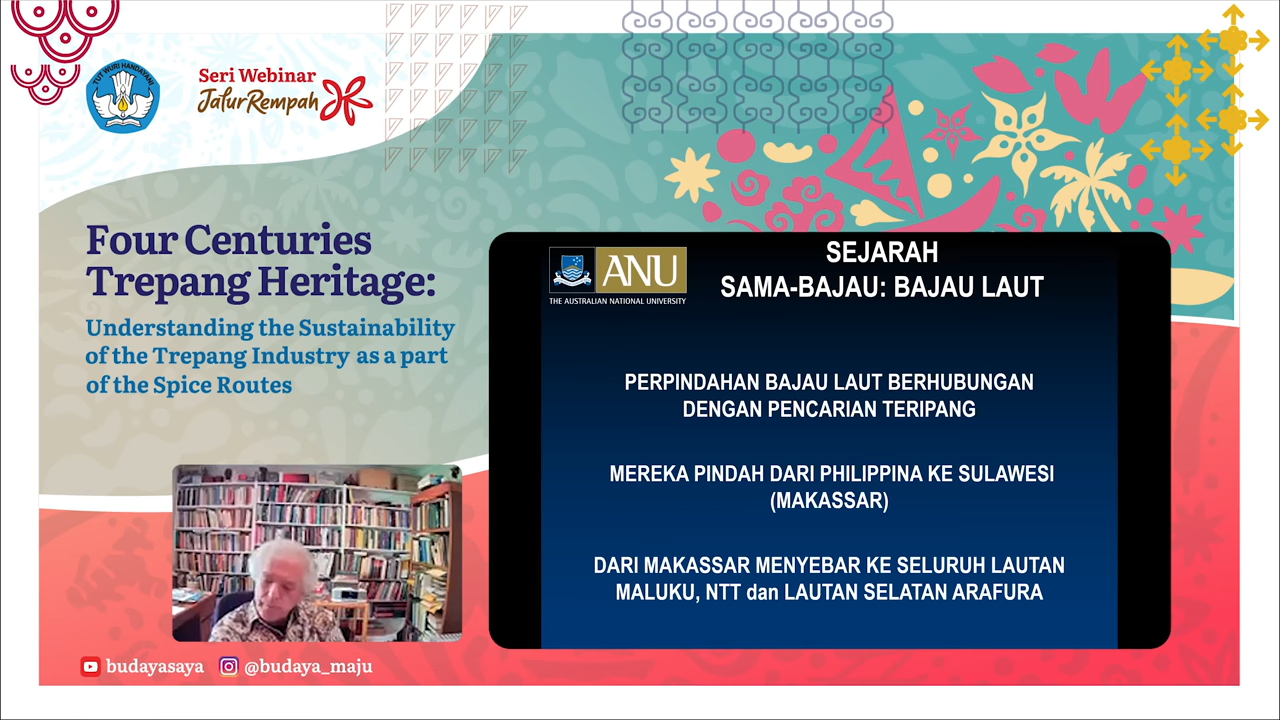 TUT WURI HANDAYANI
Seri Webinar
Jalur Rempah
Four Centuries
Trepang Heritage:
Understanding the Sustainability
of the Trepang Industry as a part
of the Spice Routes
ANU
THE AUSTRALIAN NATIONAL UNIVERSITY
SEJARAH
SAMA-BAJAU: BAJAU LAUT
PERPINDAHAN BAJAU LAUT BERHUBUNGAN
DENGAN PENCARIAN TERIPANG
MEREKA PINDAH DARI PHILIPPINA KE SULAWESI
(MAKASSAR)
DARI MAKASSAR MENYEBAR KE SELURUH LAUTAN
MALUKU, NTT dan LAUTAN SELATAN ARAFURA
budayasaya @budaya_maju